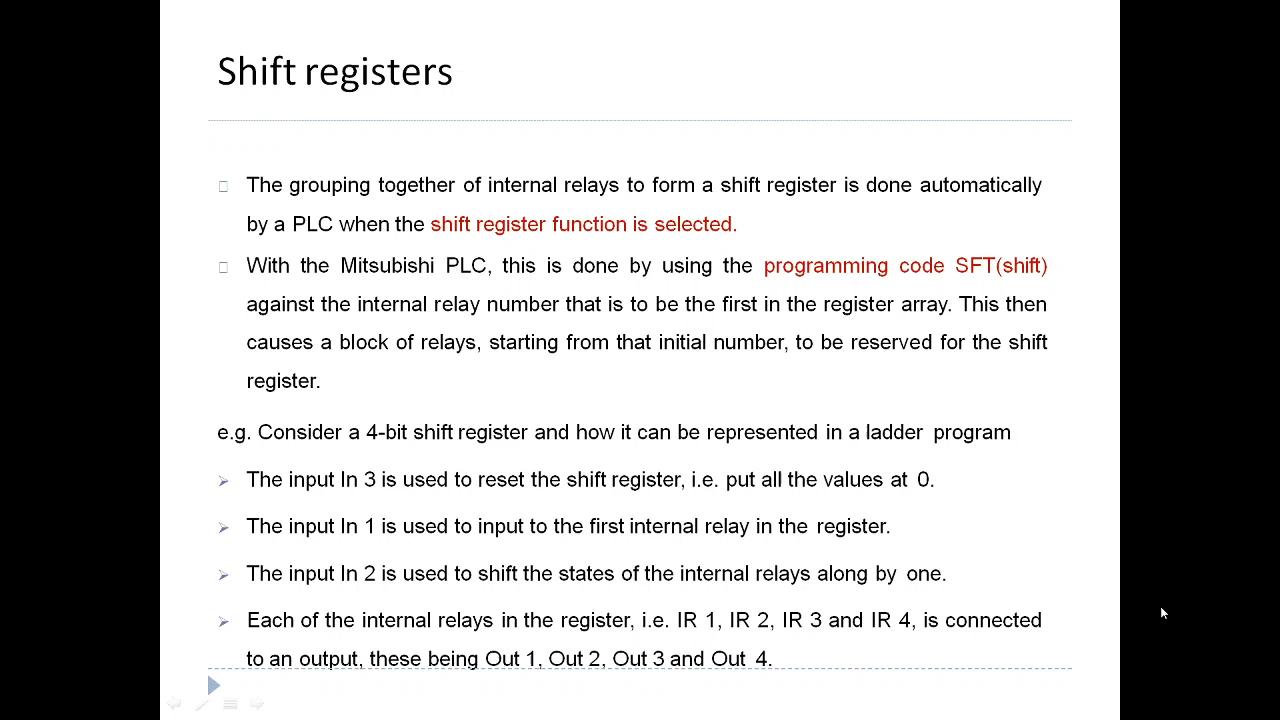 Shift registers
The grouping together of internal relays to form a shift register is done automatically
by a PLC when the shift register function is selected.
With the Mitsubishi PLC, this is done by using the programming code SFT(shift)
against the internal relay number that is to be the first in the register array. This then
causes a block of relays, starting from that initial number, to be reserved for the shift
register.
e.g. Consider a 4-bit shift register and how it can be represented in a ladder program
The input In 3 is used to reset the shift register, i.e. put all the values at 0.
The input In 1 is used to input to the first internal relay in the register.
The input In 2 is used to shift the states of the internal relays along by one.
Each of the internal relays in the register, i.e. IR 1, IR 2, IR 3 and IR 4, is connected
to an output, these being Out 1, Out 2, Out 3 and Out 4.